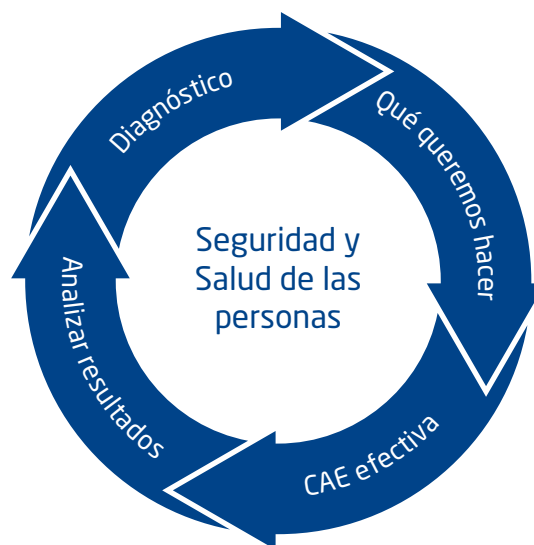 Diagnóstico
Qué queremos hacer
CAE efectiva
Analizar resultados
Seguridad y
Salud de las
personas